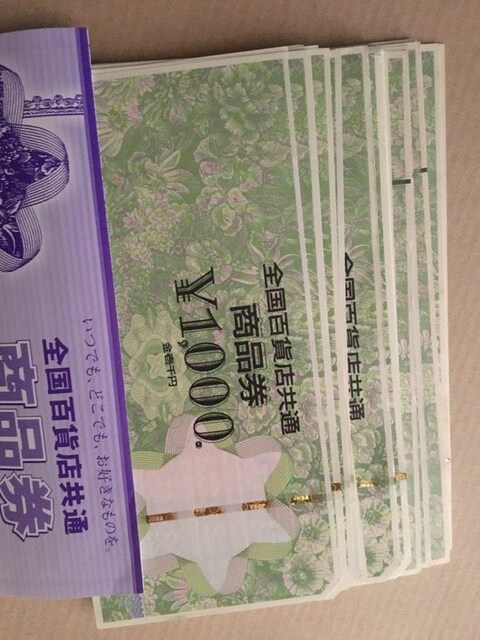 いつでも、どこでも、お好きなものを。
全国百貨店共通
商品券
全国百貨店共通
商品券
¥1,000.
金壱千円
全国百貨店共通